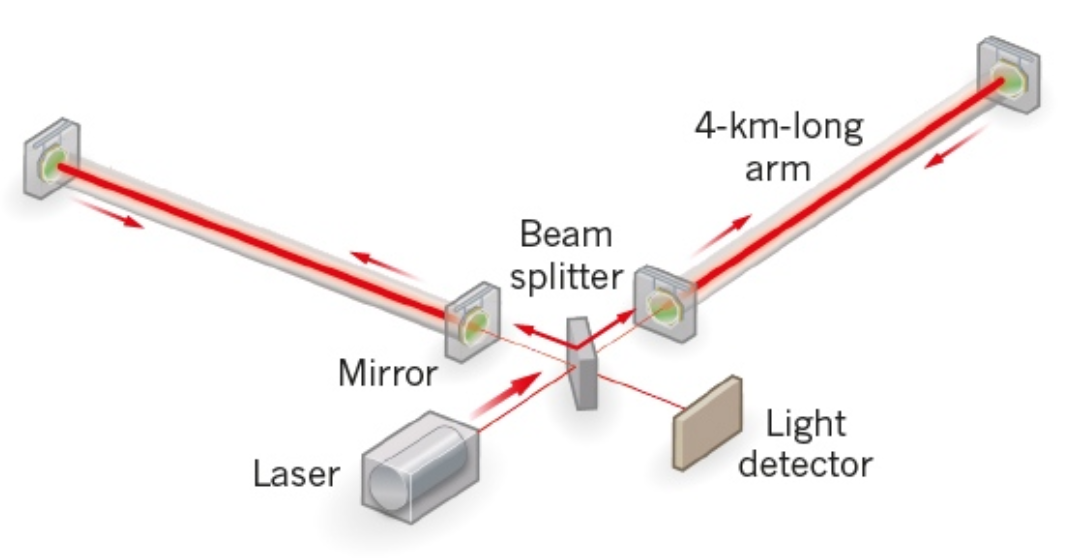 4-km-long
arm
Beam
splitter
Mirror
Light
detector
Laser